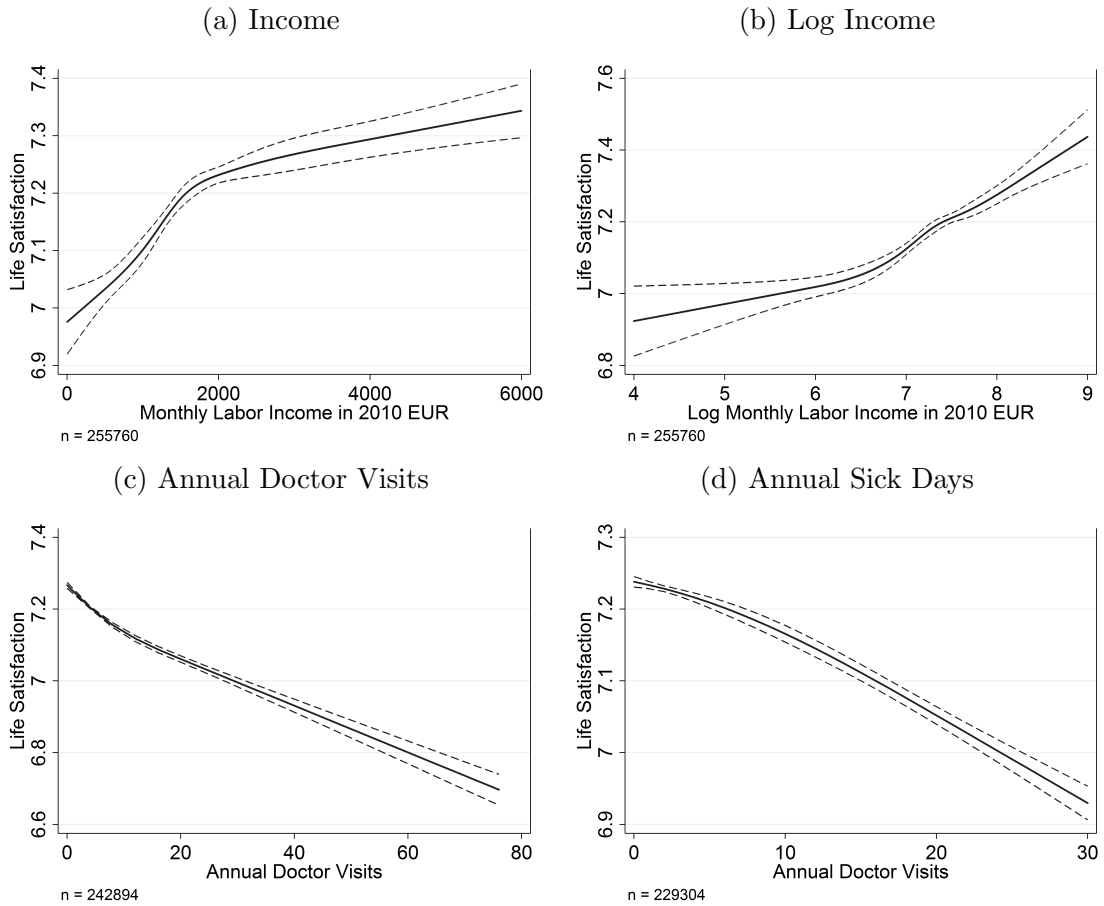 (a) Income
Life Satisfaction
7.4
7.3
7.2
7.1
7
6.9
0 2000 4000 6000
Monthly Labor Income in 2010 EUR
n = 255760
(b) Log Income
Life Satisfaction
7.6
7.4
7.2
7
6.8
4 5 6 7 8 9
Log Monthly Labor Income in 2010 EUR
n = 255760
(c) Annual Doctor Visits
Life Satisfaction
7.4
7.2
7
6.8
6.6
0 20 40 60 80
Annual Doctor Visits
n = 242894
(d) Annual Sick Days
Life Satisfaction
7.3
7.2
7.1
7
6.9
0 10 20 30
Annual Doctor Visits
n = 229304